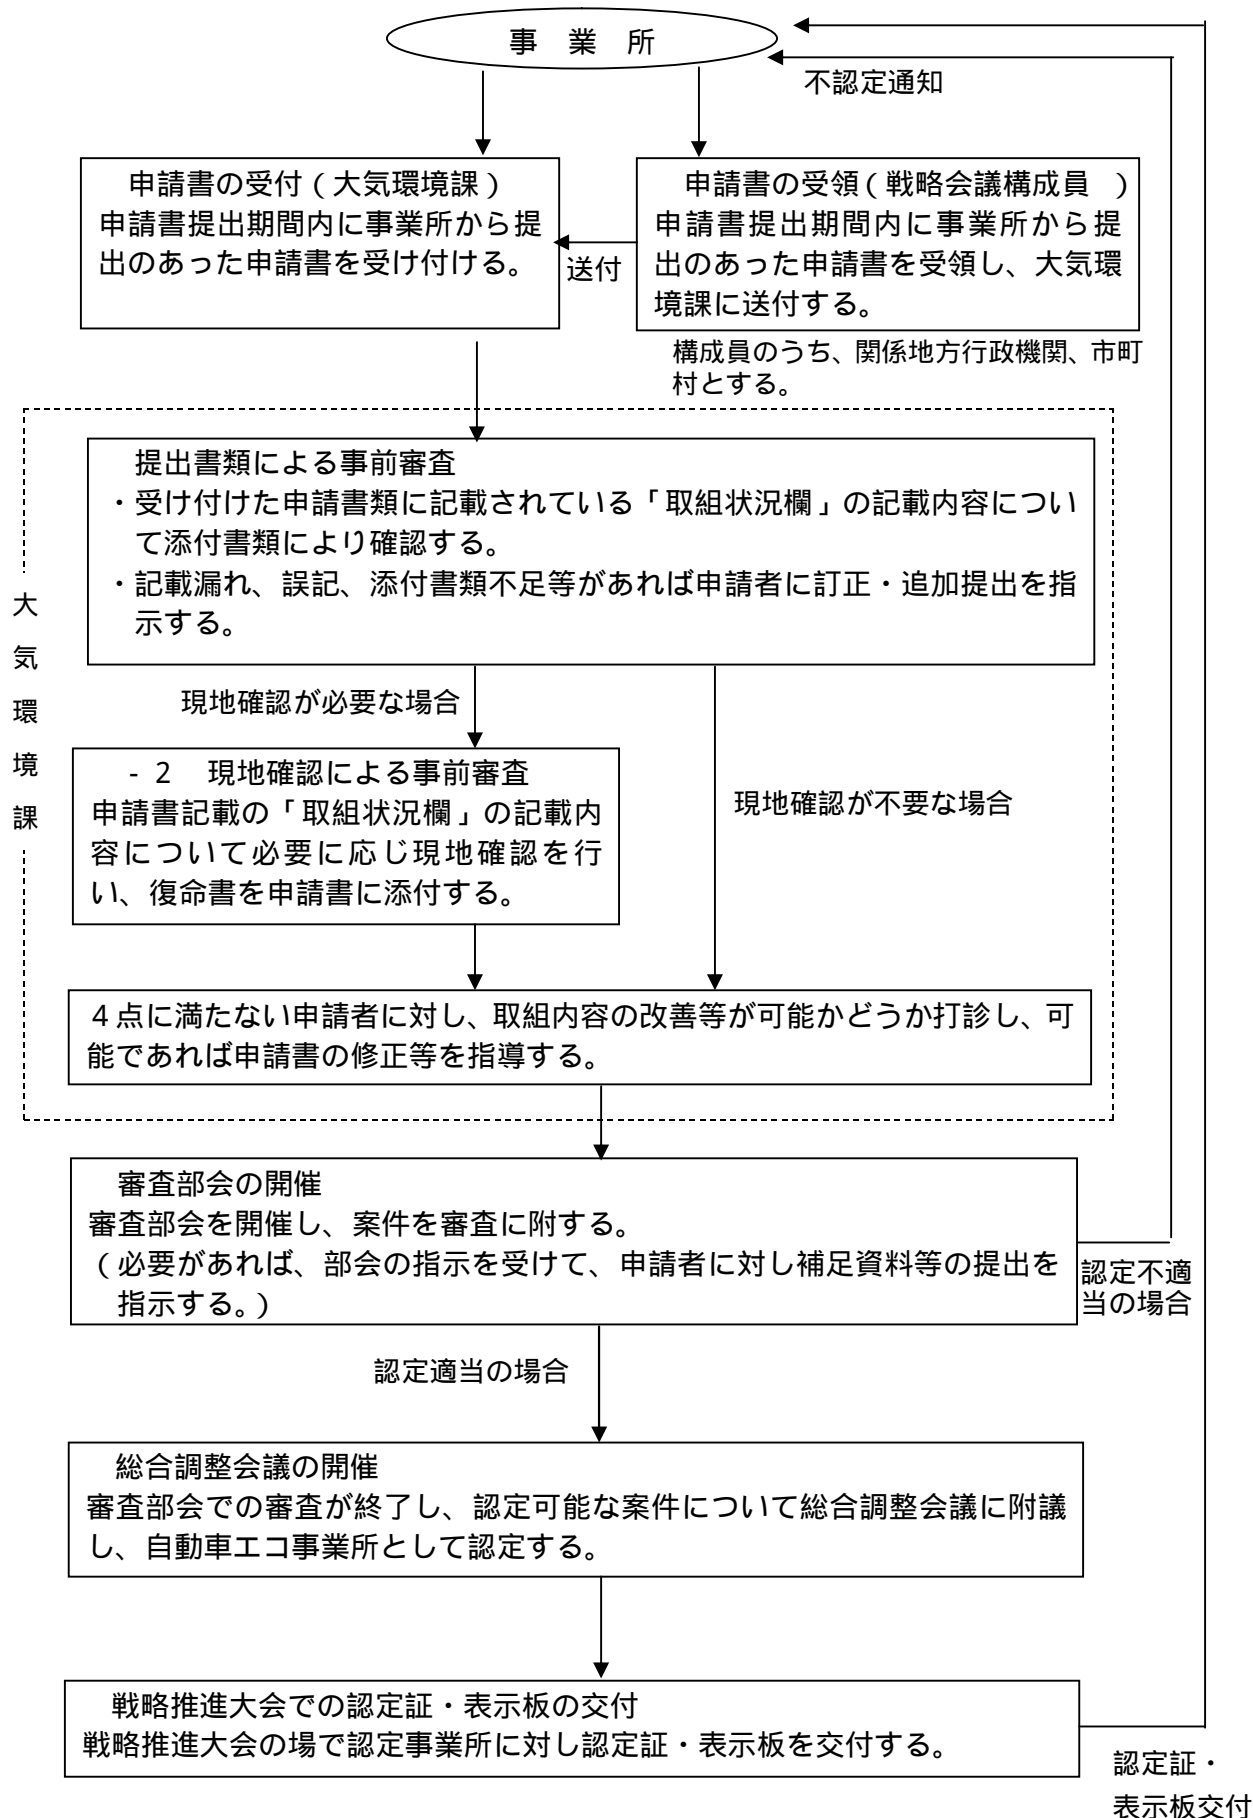 事　業　所
不認定通知
申請書の受付（大気環境課）
申請書提出期間内に事業所から提
出のあった申請書を受け付ける。
送付
申請書の受領（戦略会議構成員　）
申請書提出期間内に事業所から提
出のあった申請書を受領し、大気環
境課に送付する。
構成員のうち、関係地方行政機関、市町
村とする。
大気環境課
提出書類による事前審査
・受け付けた申請書類に記載されている「取組状況欄」の記載内容につい
て添付書類により確認する。
・記載漏れ、誤記、添付書類不足等があれば申請者に訂正・追加提出を指
示する。
現地確認が必要な場合
-２　現地確認による事前審査
申請書記載の「取組状況欄」の記載内
容について必要に応じ現地確認を行
い、復命書を申請書に添付する。
現地確認が不要な場合
４点に満たない申請者に対し、取組内容の改善等が可能かどうか打診し、可
能であれば申請書の修正等を指導する。
審査部会の開催
審査部会を開催し、案件を審査に附する。
（必要があれば、部会の指示を受けて、申請者に対し補足資料等の提出を
指示する。）
認定不適
当の場合
認定適当の場合
総合調整会議の開催
審査部会での審査が終了し、認定可能な案件について総合調整会議に附議
し、自動車エコ事業所として認定する。
戦略推進大会での認定証・表示板の交付
戦略推進大会の場で認定事業所に対し認定証・表示板を交付する。
認定証・
表示板交付